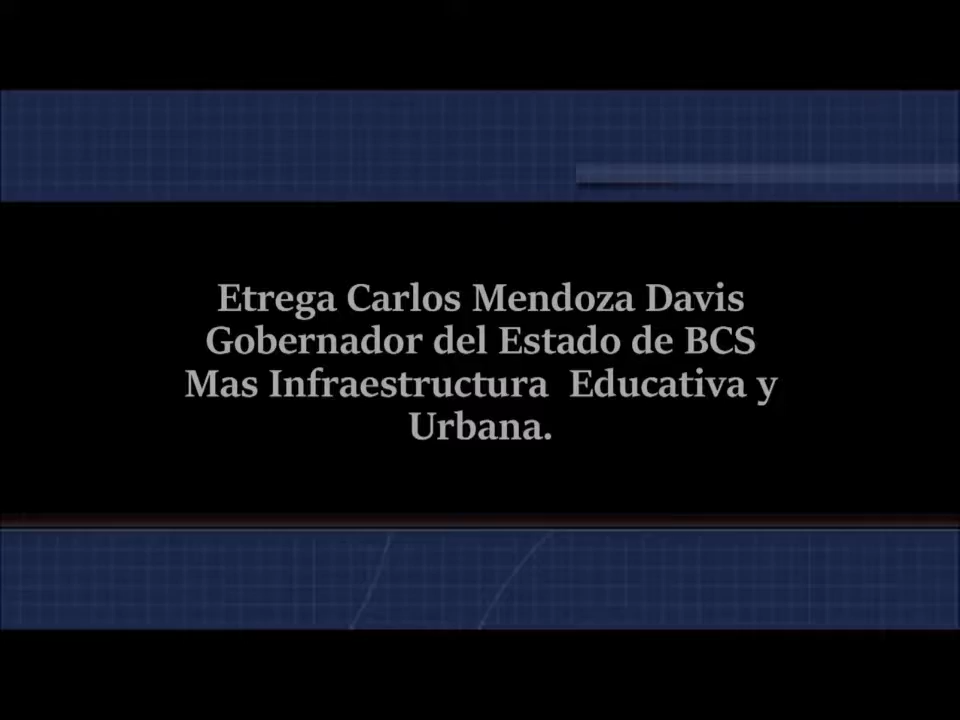 Etrega Carlos Mendoza Davis
Gobernador del Estado de BCS
Mas Infraestructura  Educativa y
Urbana.